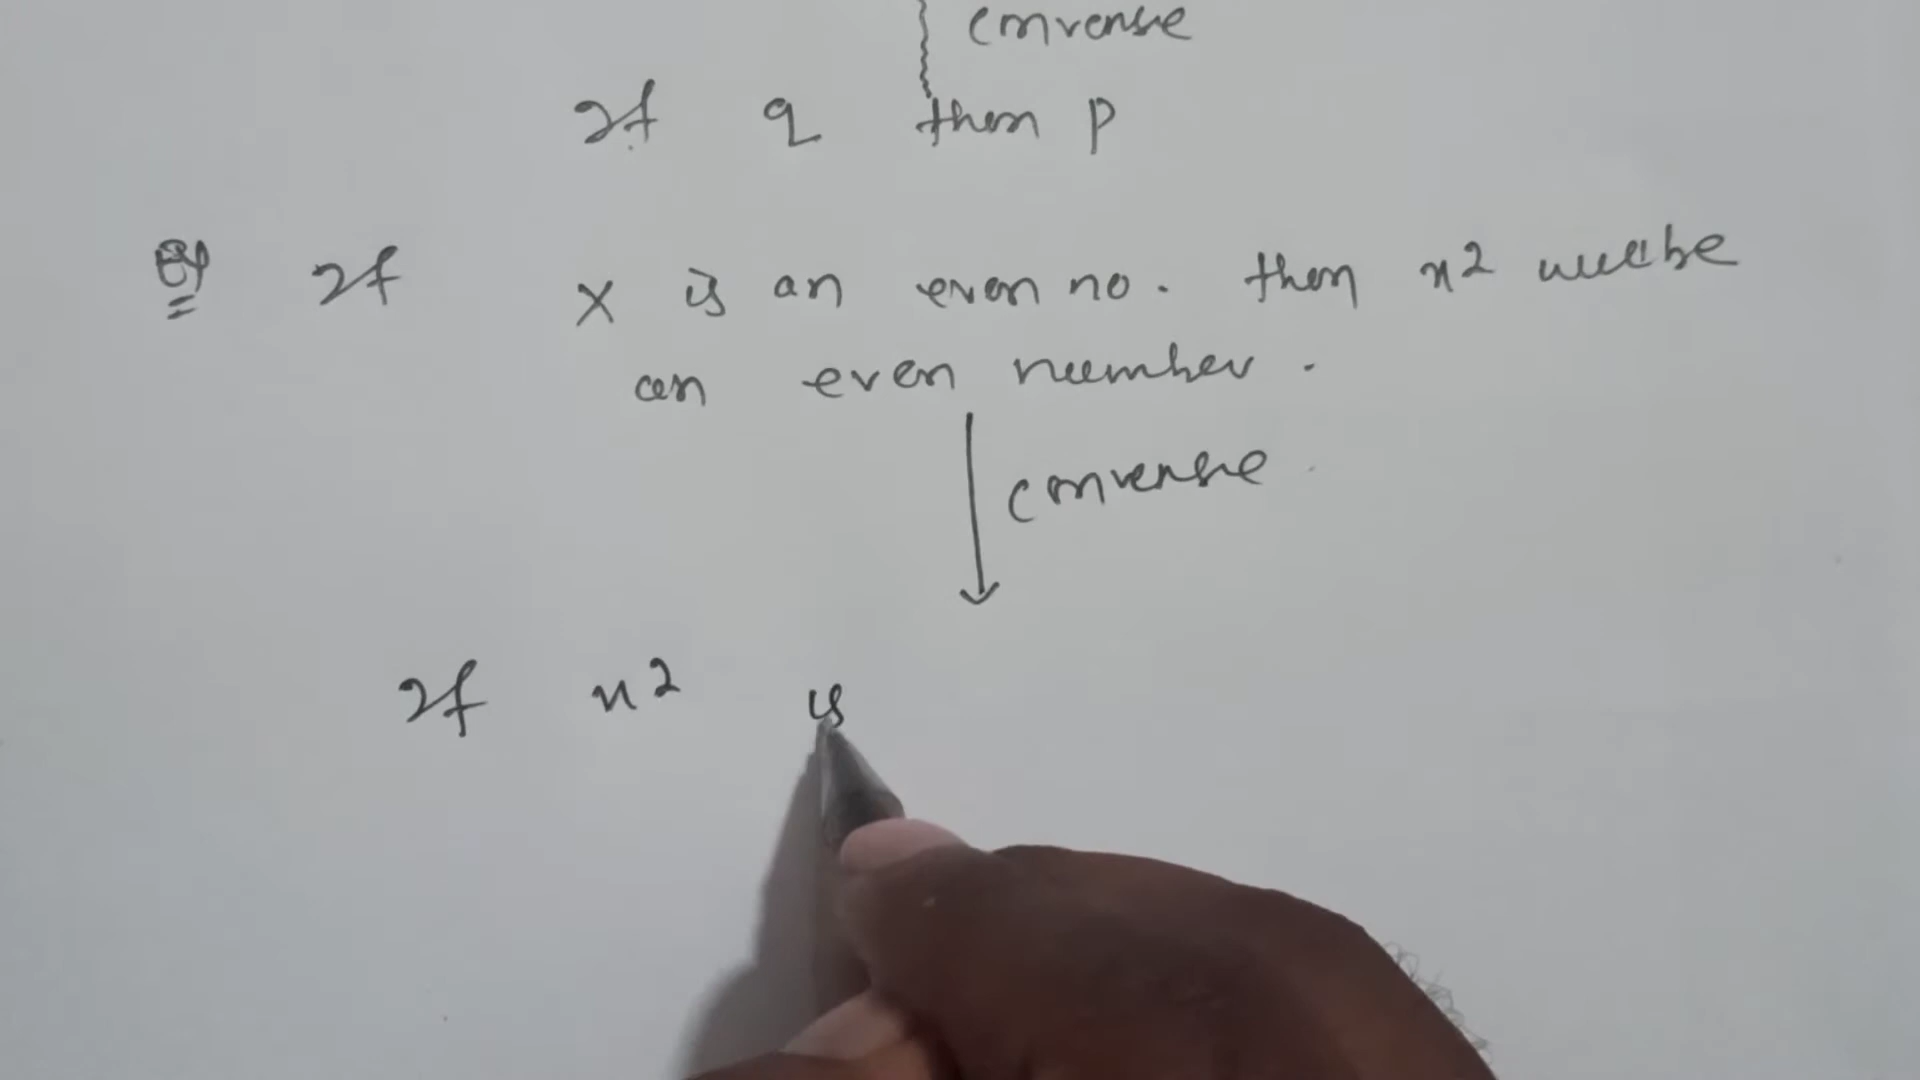 converse
If q then p
Eg If x is an even no. then x² will be
an even number.
converse
If x² is